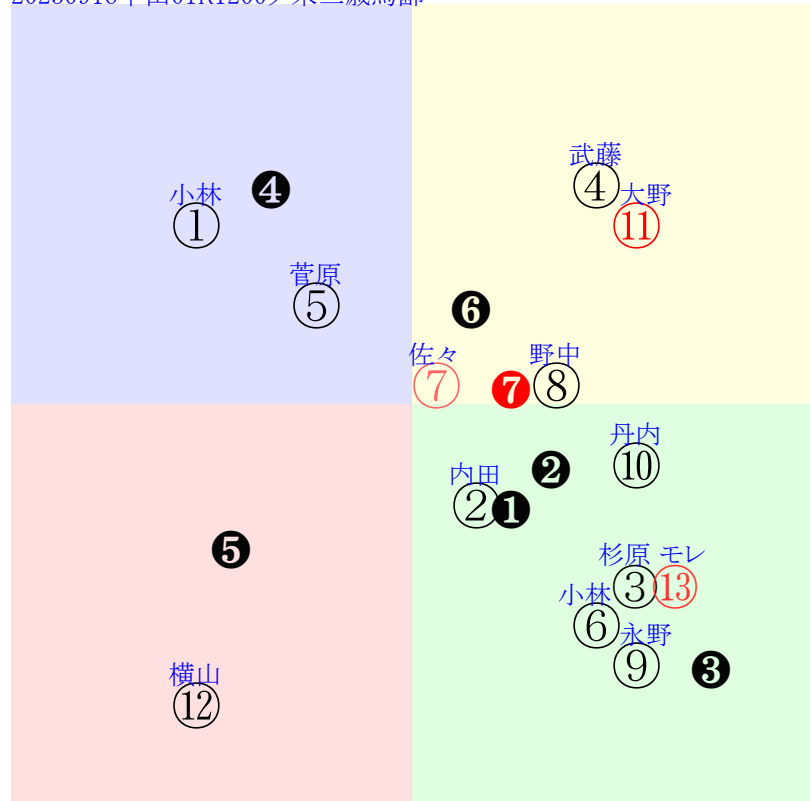 武藤
❹ 小林 ④ 大野
① ⑪
菅原
⑤ ❻
佐々 野中
⑦ ❼ ⑧
丹内
内田 ❷ ⑩
② ❶
❺ 杉原 モレ
小林 ③ ⑬
⑥ 永野
横山 ⑨ ❸
⑫